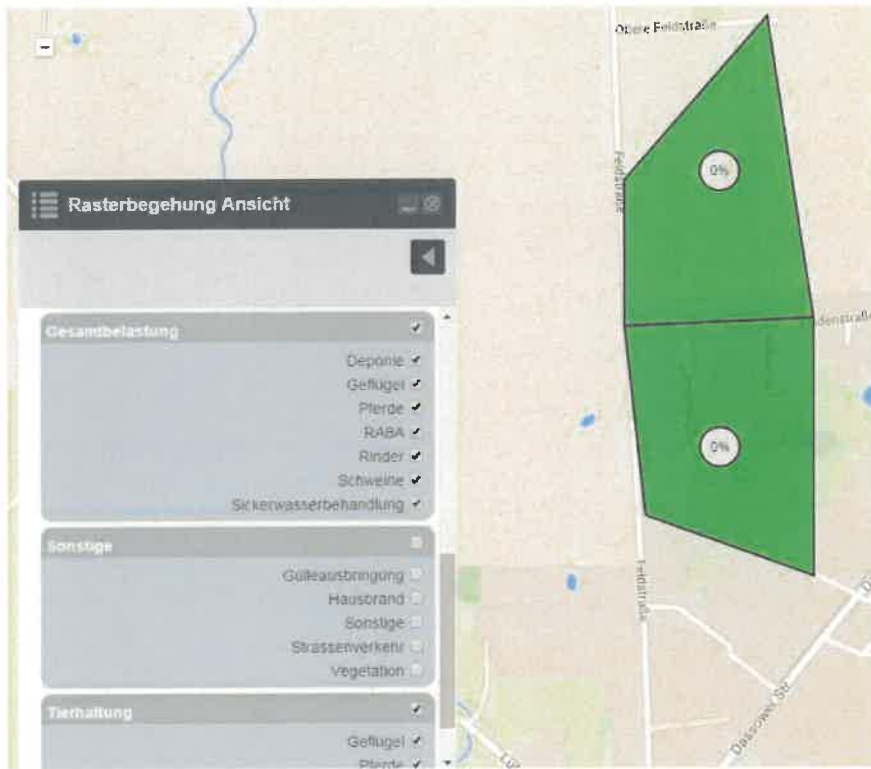 Obere Feldstraße
0%
Feldstraße
Rasterbegehung Ansicht
Gesamtbelastung
Deponie
Geflügel
Pferde
RABA
Rinder
Schweine
Sickerwasserbehandlung
0%
Sonstige
Gülleausbringung
Hausbrand
Sonstige
Strassenverkehr
Vegetation
Feldstraße
Dassower Str
Tierhaltung
Geflügel
Pferde